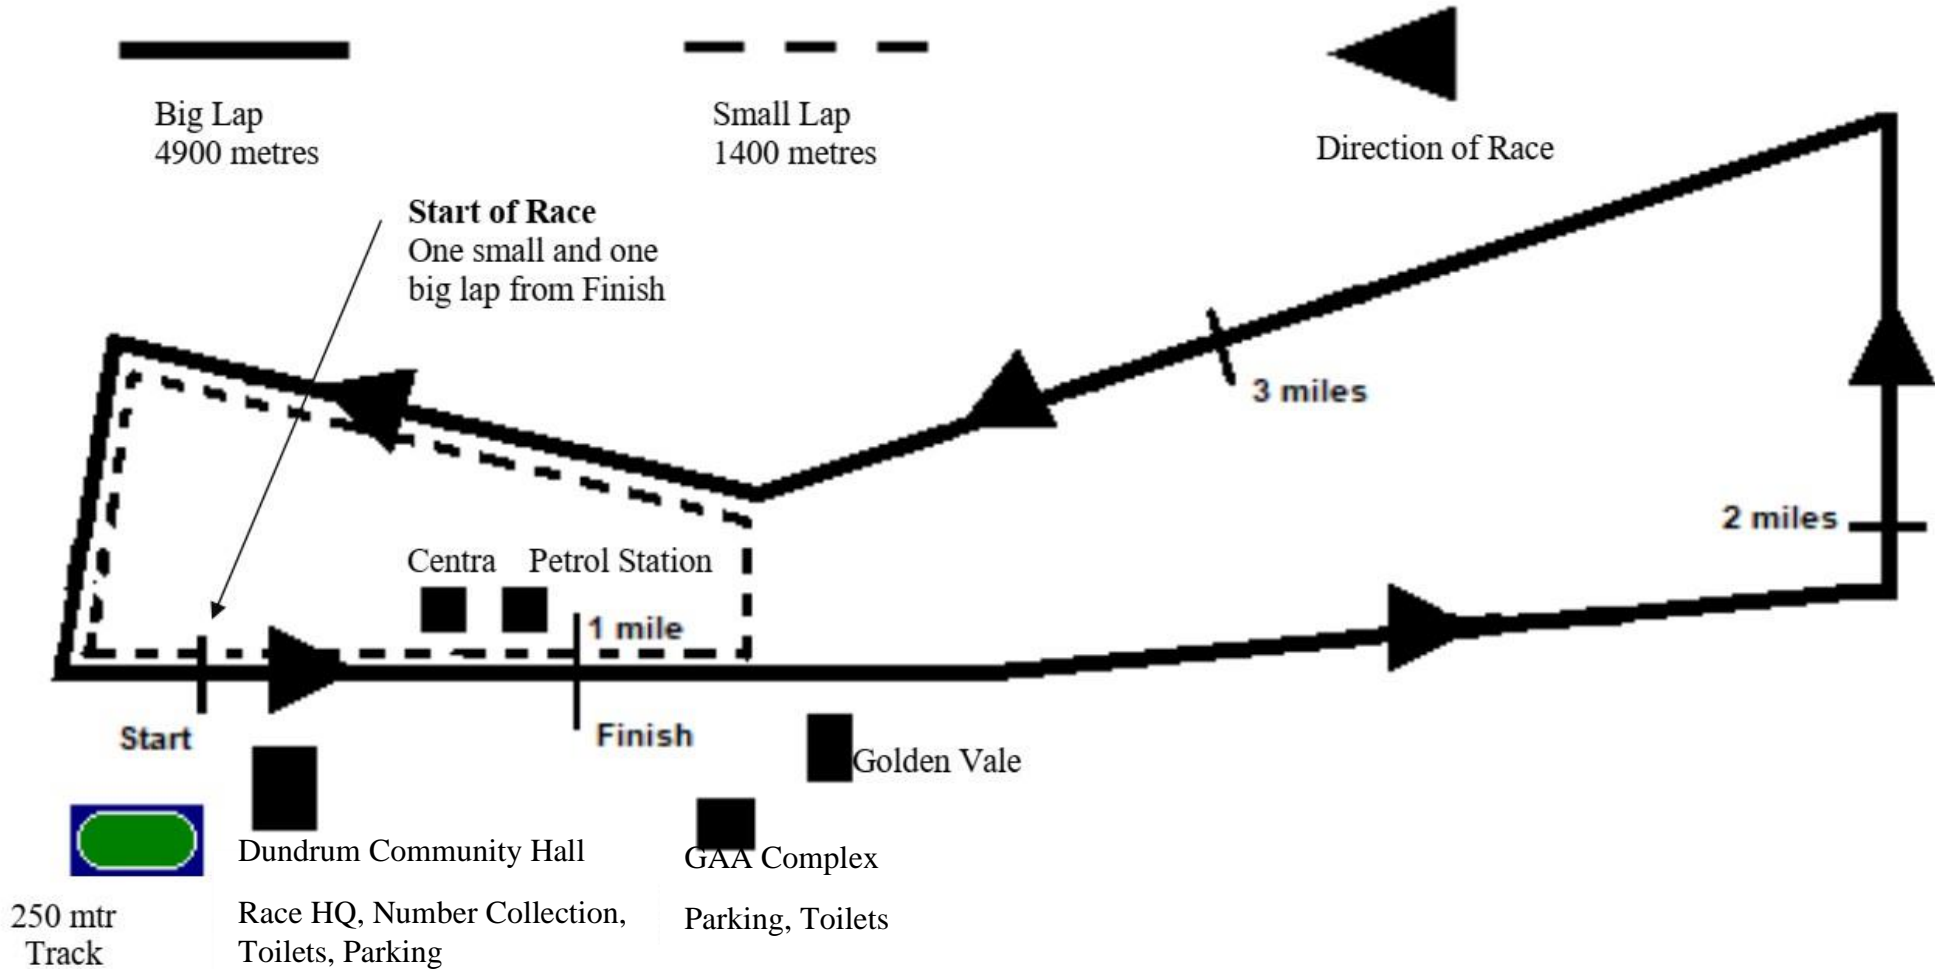 Big Lap
4900 metres
Small Lap
1400 metres
Direction of Race
Start of Race
One small and one
big lap from Finish
3 miles
2 miles
Centra
Petrol Station
1 mile
Start
Finish
Golden Vale
Dundrum Community Hall
Race HQ, Number Collection,
Toilets, Parking
GAA Complex
Parking, Toilets
250 mtr
Track